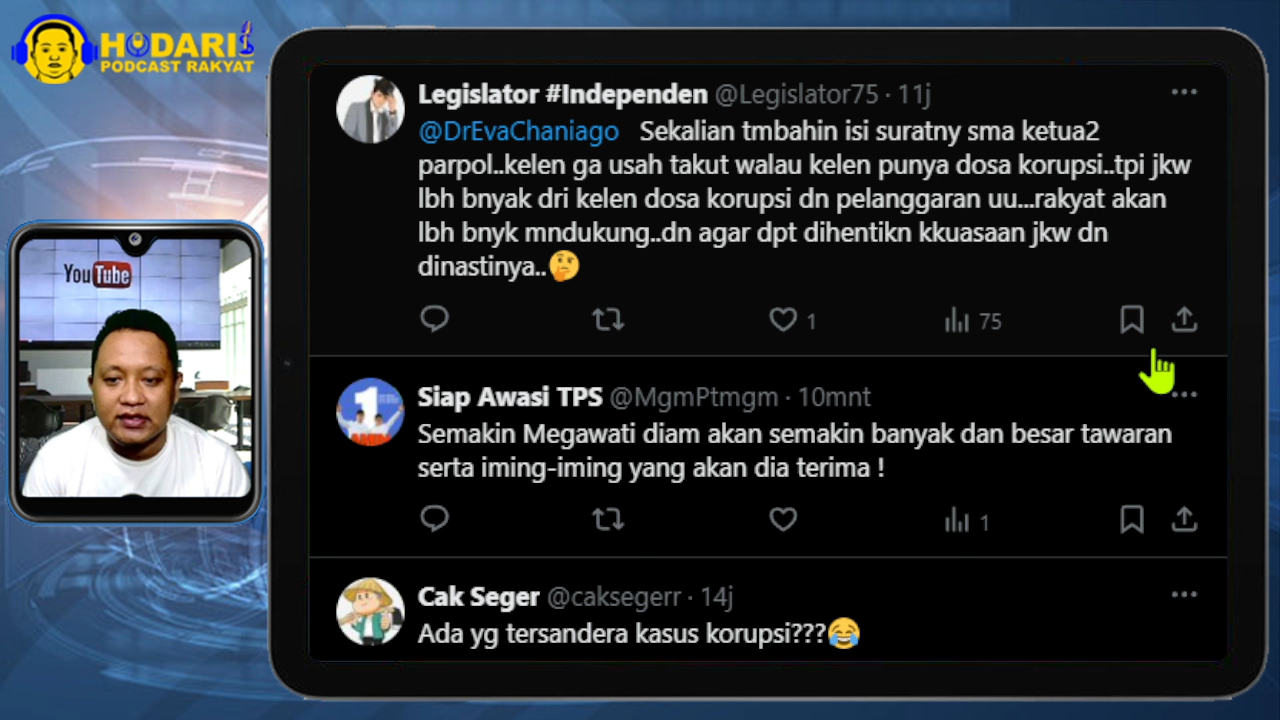 HODARI
PODCAST RAKYAT
YouTube
Legislator #Independen @Legislator75 · 11j
@DrEvaChaniago Sekalian tmbahin isi suratny sma ketua2
parpol..kelen ga usah takut walau kelen punya dosa korupsi..tpi jkw
lbh bnyak dri kelen dosa korupsi dn pelanggaran uu...rakyat akan
lbh bnyk mndukung..dn agar dpt dihentikn kkuasaan jkw dn
dinastinya..🤔
1 75
Siap Awasi TPS @MgmPtmgm · 10mnt
Semakin Megawati diam akan semakin banyak dan besar tawaran
serta iming-iming yang akan dia terima !
1
1
Cak Seger @caksegerr · 14j
Ada yg tersandera kasus korupsi???😂